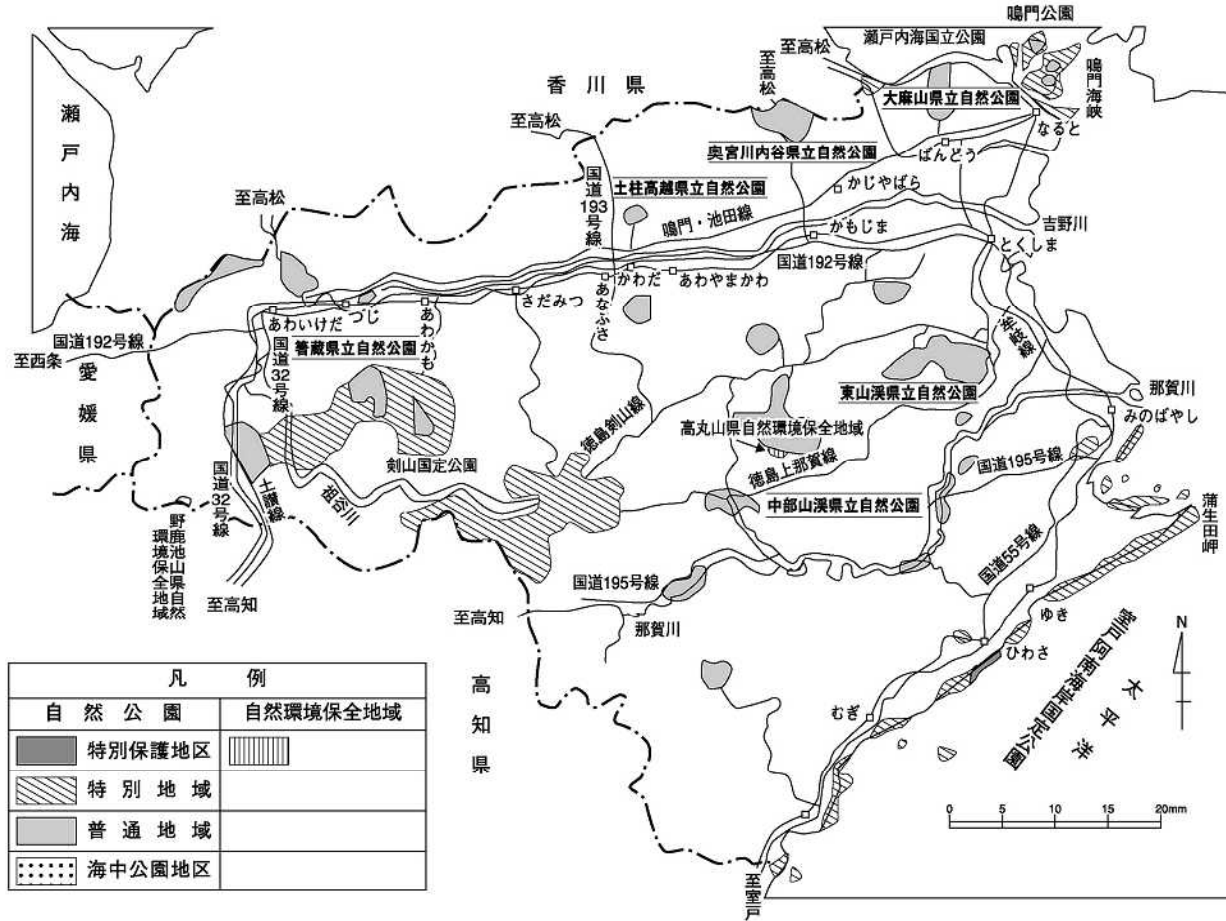 鳴門公園
瀬戸内海国立公園
至高松
鳴門海峡
香川県
至高松
大麻山県立自然公園
なると
至高松
奥宮川内谷県立自然公園
ばんどう
瀬戸内海
国道193号線
土柱高越県立自然公園
かじやばら
至高松
鳴門・池田線
かもじま
吉野川
国道192号線
とくしま
かわだ
あわやまかわ
あなぶさ
さだみつ
つじ
あわいけだ
あわかも
国道192号線
至西条
箸蔵県立自然公園
国道32号線
愛媛県
牟岐線
東山渓県立自然公園
那賀川
みのばやし
徳島剣山線
高丸山県自然環境保全地域
剣山国定公園
徳島上那賀線
国道195号線
国道32号線
土讃線
祖谷川
中部山渓県立自然公園
蒲生田岬
野鹿池山県自然
環境保全地域
至高知
国道195号線
国道55号線
至高知
那賀川
ゆき
ひわさ
室戸阿南海岸国定公園
太平洋
N
むぎ
高知県
凡例
自然公園
自然環境保全地域
特別保護地区
特別地域
普通地域
海中公園地区
0 5 10 15 20mm
至室戸